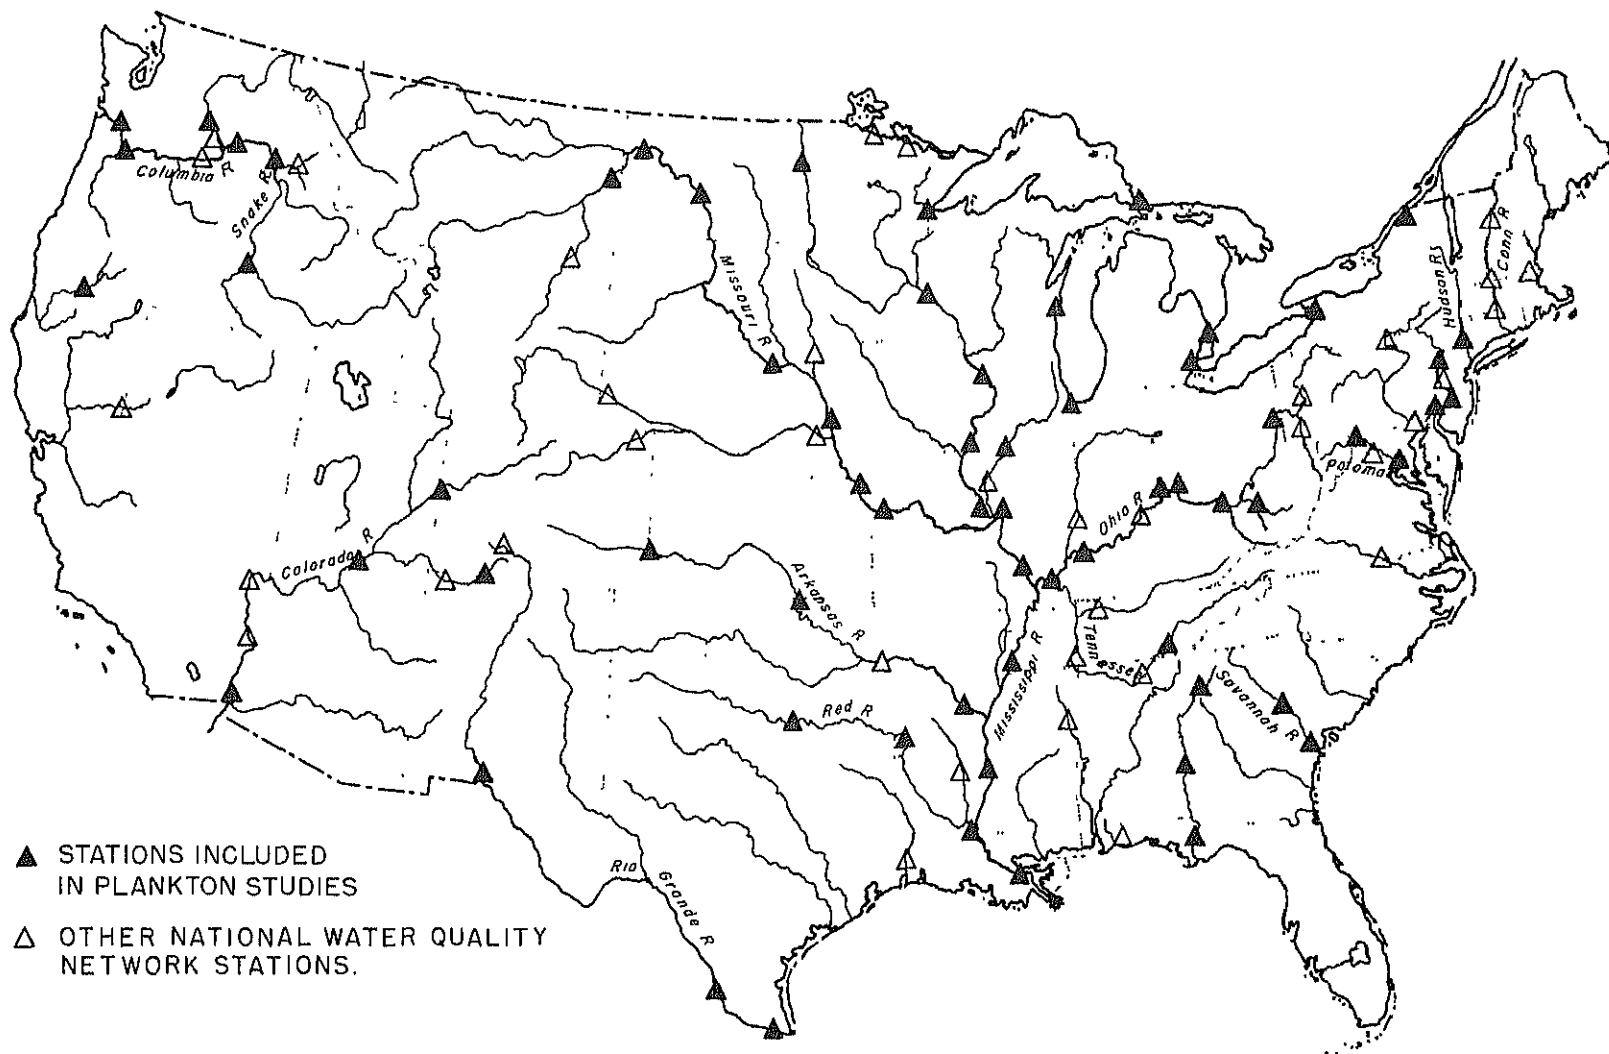 Columbia R
Snake R
Missouri R
Hudson R
Conn R
Potomac
Ohio R
Colorado R
Arkansas R
Tennessee
Mississippi R
Savannah R
Red R
Rio Grande R
STATIONS INCLUDED
IN PLANKTON STUDIES
OTHER NATIONAL WATER QUALITY
NETWORK STATIONS.